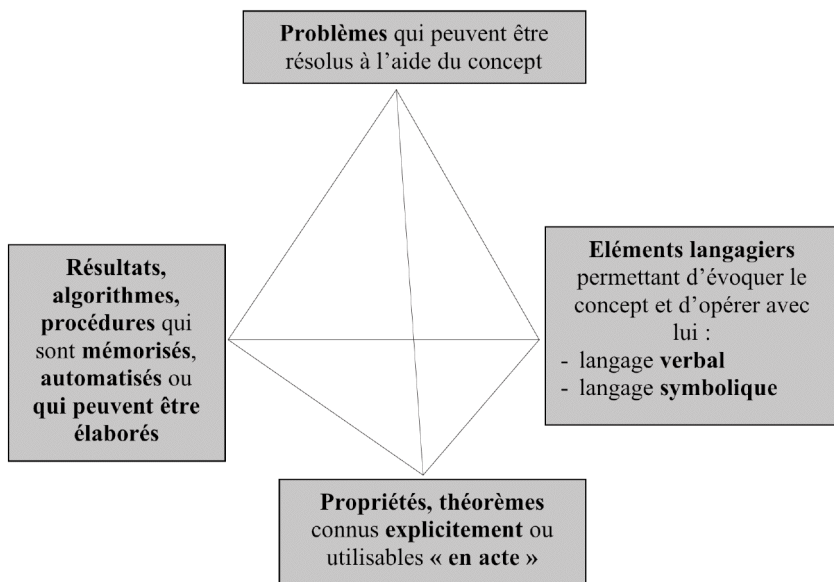 Problèmes qui peuvent être
résolus à l’aide du concept
Résultats,
algorithmes,
procédures qui
sont mémorisés,
automatisés ou
qui peuvent être
élaborés
Eléments langagiers
permettant d’évoquer le
concept et d’opérer avec
lui :
- langage verbal
- langage symbolique
Propriétés, théorèmes
connus explicitement ou
utilisables « en acte »